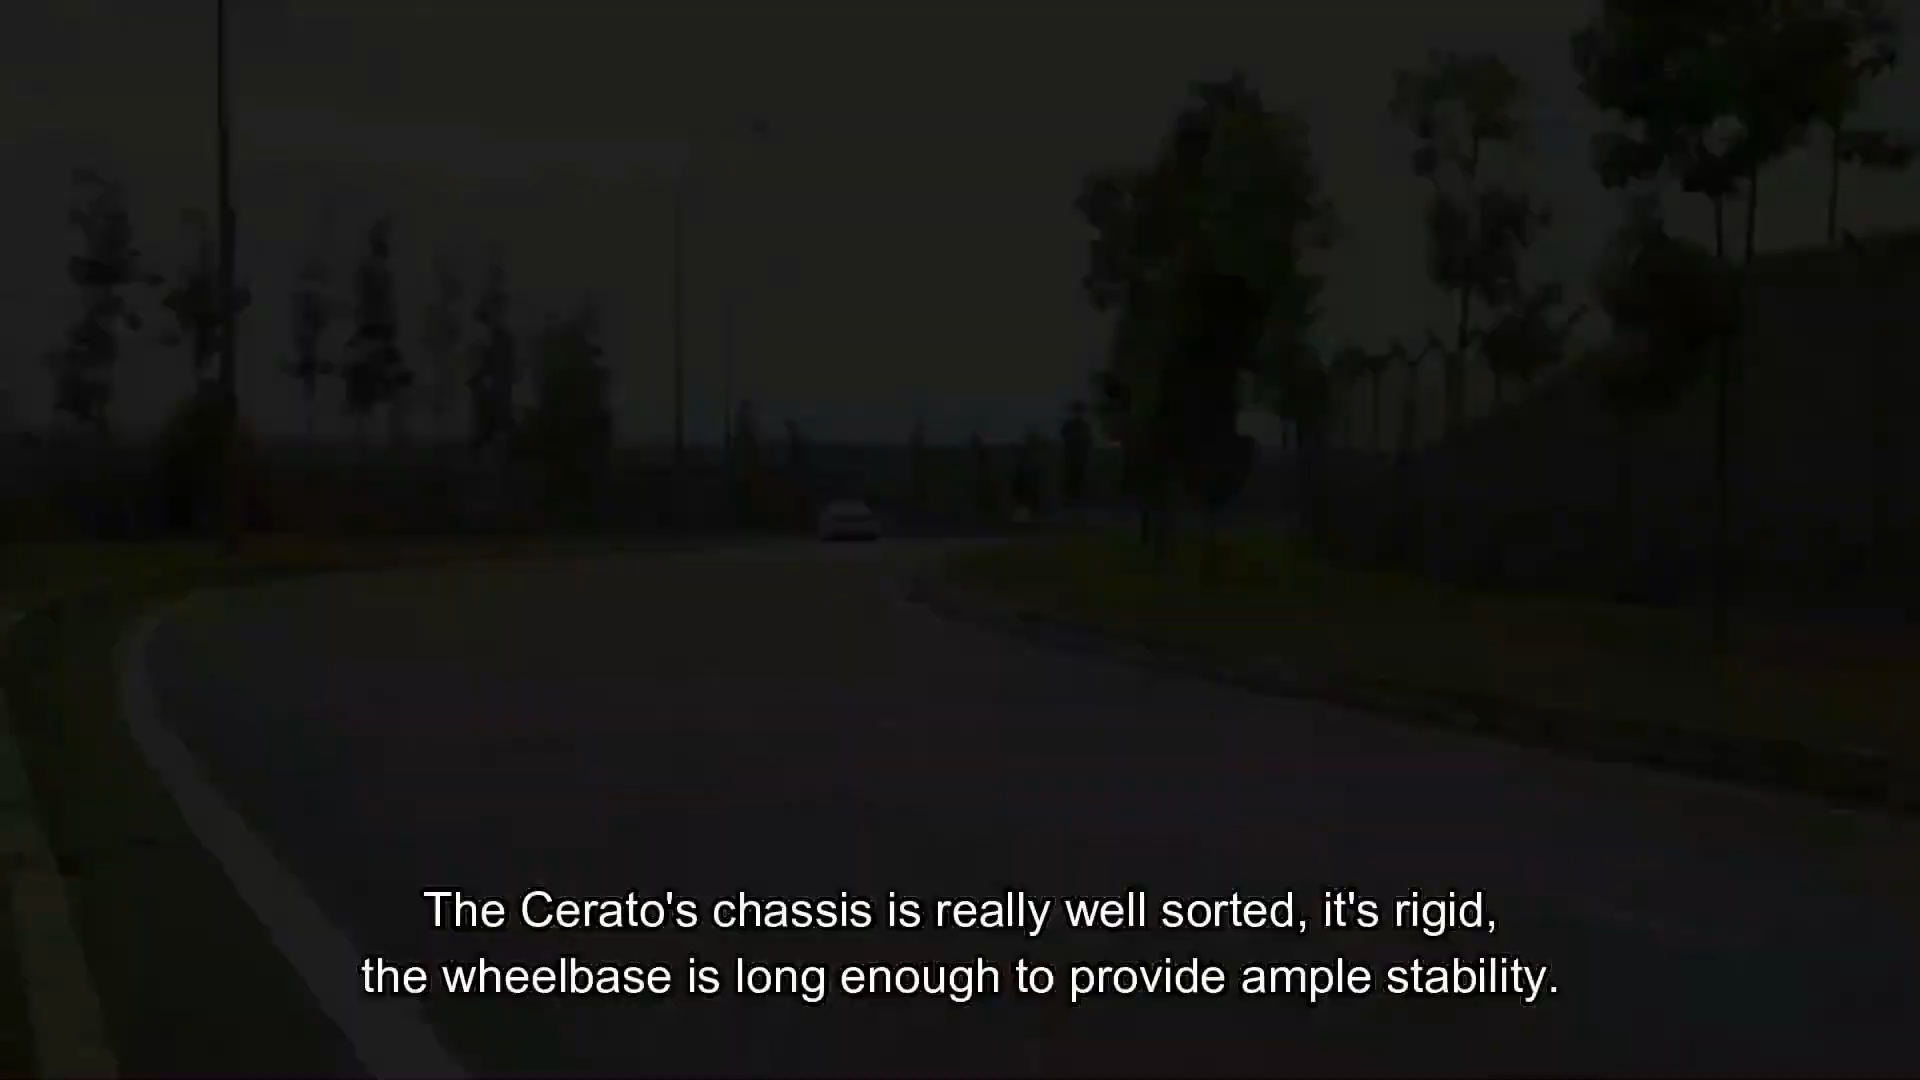 The Cerato's chassis is really well sorted, it's rigid,
the wheelbase is long enough to provide ample stability.